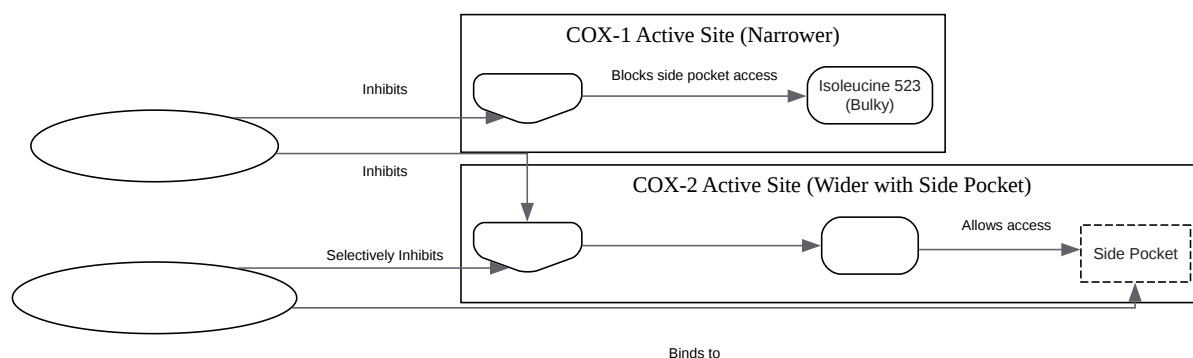 COX-1 Active Site (Narrower)
Inhibits
Blocks side pocket access
Isoleucine 523
(Bulky)
Inhibits
COX-2 Active Site (Wider with Side Pocket)
Selectively Inhibits
Allows access
Side Pocket
Binds to